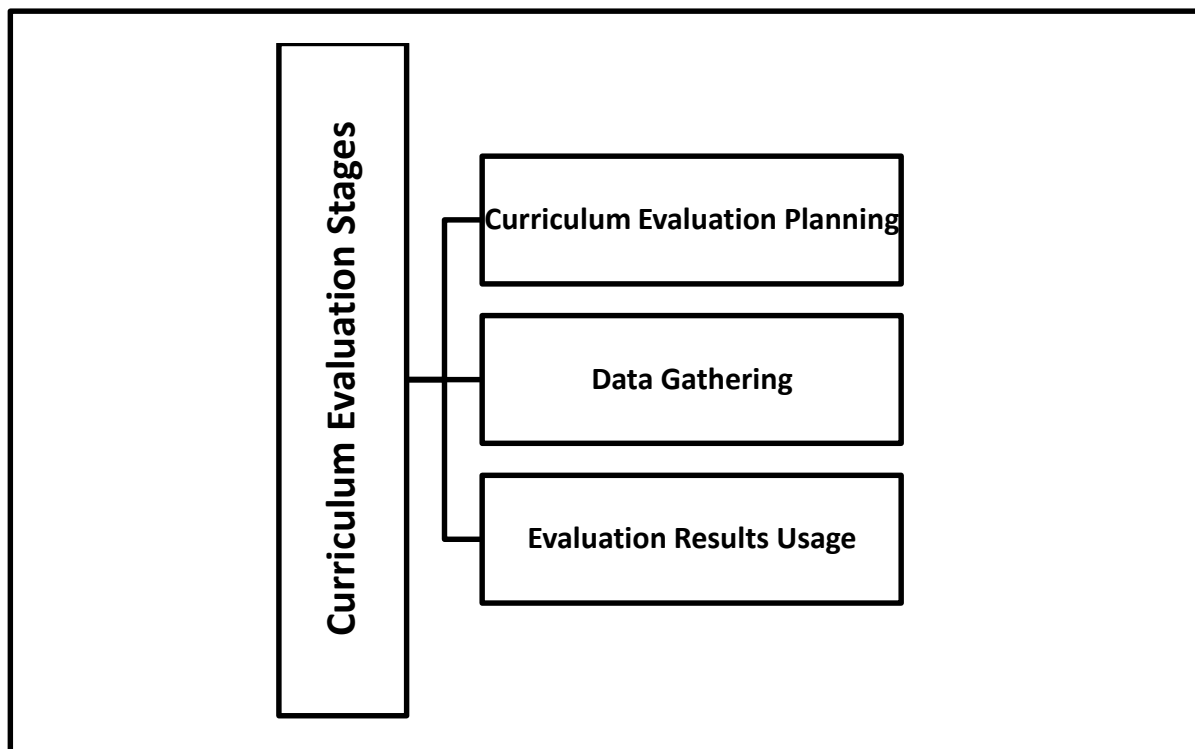 Curriculum Evaluation Stages
Curriculum Evaluation Planning
Data Gathering
Evaluation Results Usage